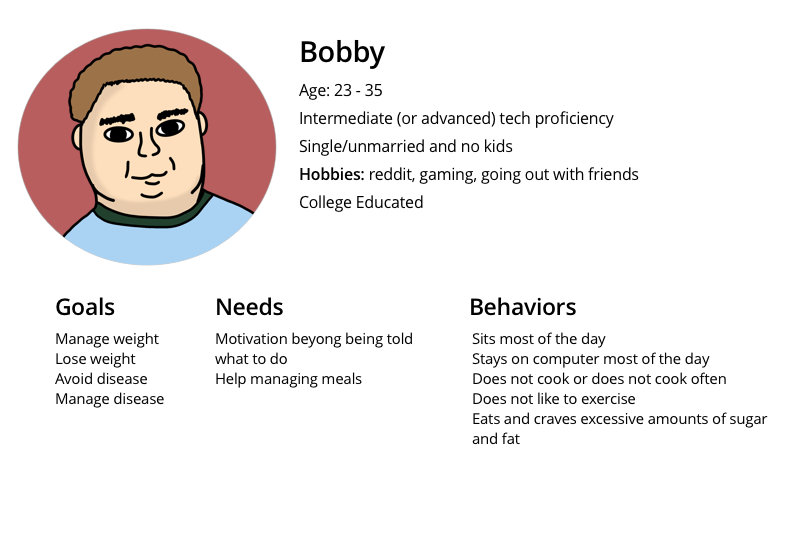 Bobby
Age: 23 - 35
Intermediate (or advanced) tech proficiency
Single/unmarried and no kids
Hobbies: reddit, gaming, going out with friends
College Educated
Goals
Manage weight
Lose weight
Avoid disease
Manage disease
Needs
Motivation beyong being told
what to do
Help managing meals
Behaviors
Sits most of the day
Stays on computer most of the day
Does not cook or does not cook often
Does not like to exercise
Eats and craves excessive amounts of sugar
and fat